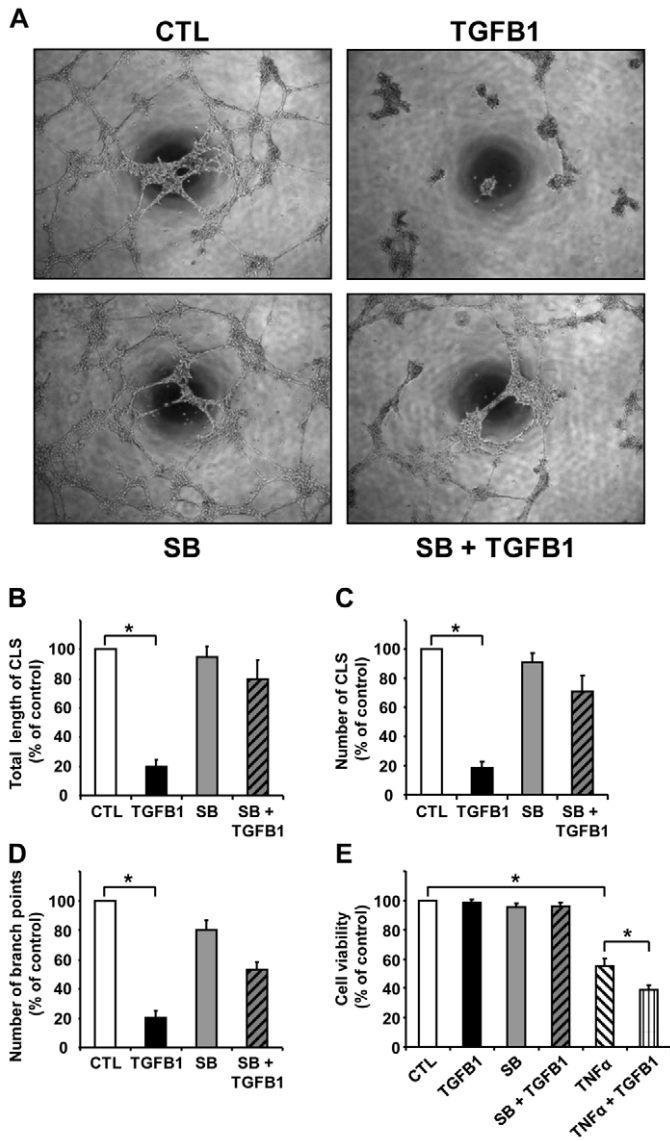 A
CTL
TGFB1
SB
SB + TGFB1
B
Total length of CLS
(% of control)
100
80
60
40
20
0
*
CTL
TGFB1
SB
SB +
TGFB1
C
Number of CLS
(% of control)
100
80
60
40
20
0
*
CTL
TGFB1
SB
SB +
TGFB1
D
Number of branch points
(% of control)
100
80
60
40
20
0
*
CTL
TGFB1
SB
SB +
TGFB1
E
Cell viability
(% of control)
100
80
60
40
20
0
*
*
CTL
TGFB1
SB
SB + TGFB1
TNFα
TNFα + TGFB1